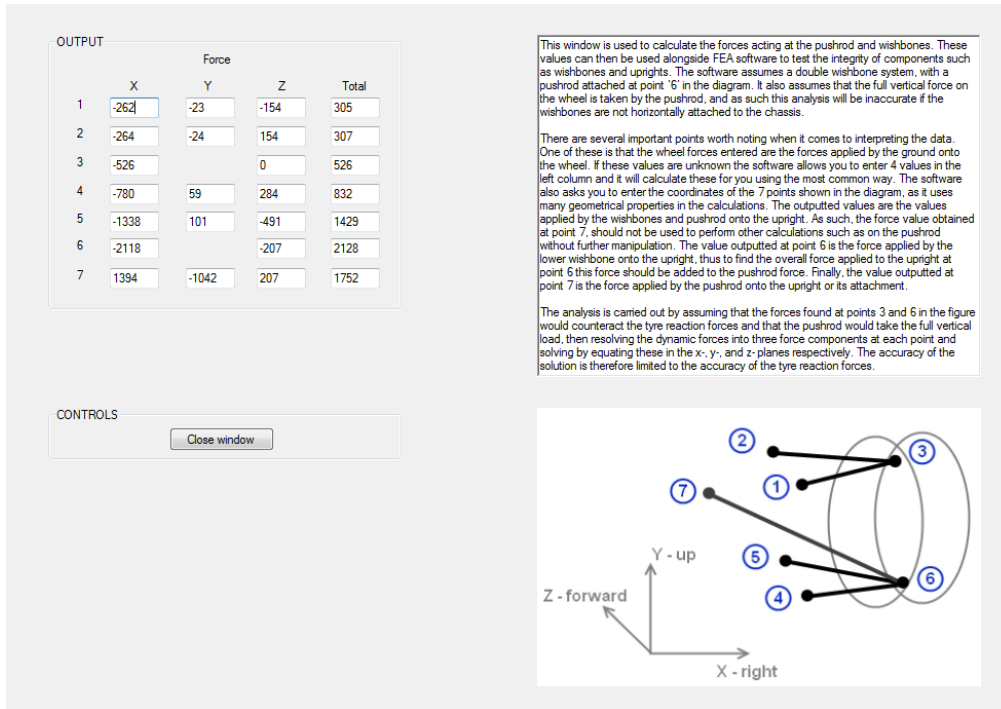 OUTPUT
Force
X Y Z Total
1 -262 -23 -154 305
2 -264 -24 154 307
3 -526 0 526
4 -780 59 284 832
5 -1338 101 -491 1429
6 -2118 -207 2128
7 1394 -1042 207 1752
This window is used to calculate the forces acting at the pushrod and wishbones. These
values can then be used alongside FEA software to test the integrity of components such
as wishbones and uprights. The software assumes a double wishbone system, with a
pushrod attached at point '6' in the diagram. It also assumes that the full vertical force on
the wheel is taken by the pushrod, and as such this analysis will be inaccurate if the
wishbones are not horizontally attached to the chassis.
There are several important points worth noting when it comes to interpreting the data.
One of these is that the wheel forces entered are the forces applied by the ground onto
the wheel. If these values are unknown the software allows you to enter 4 values in the
left column and it will calculate these for you using the most common way. The software
also asks you to enter the coordinates of the 7 points shown in the diagram, as it uses
many geometrical properties in the calculations. The outputted values are the values
applied by the wishbones and pushrod onto the upright. As such, the force value obtained
at point 7, should not be used to perform other calculations such as on the pushrod
without further manipulation. The value outputted at point 6 is the force applied by the
lower wishbone onto the upright, thus to find the overall force applied to the upright at
point 6 this force should be added to the pushrod force. Finally, the value outputted at
point 7 is the force applied by the pushrod onto the upright or its attachment.
The analysis is carried out by assuming that the forces found at points 3 and 6 in the figure
would counteract the tyre reaction forces and that the pushrod would take the full vertical
load, then resolving the dynamic forces into three force components at each point and
solving by equating these in the x-, y-, and z- planes respectively. The accuracy of the
solution is therefore limited to the accuracy of the tyre reaction forces.
CONTROLS
Close window
2
3
1
7
5
6
4
Y - up
Z - forward
X - right